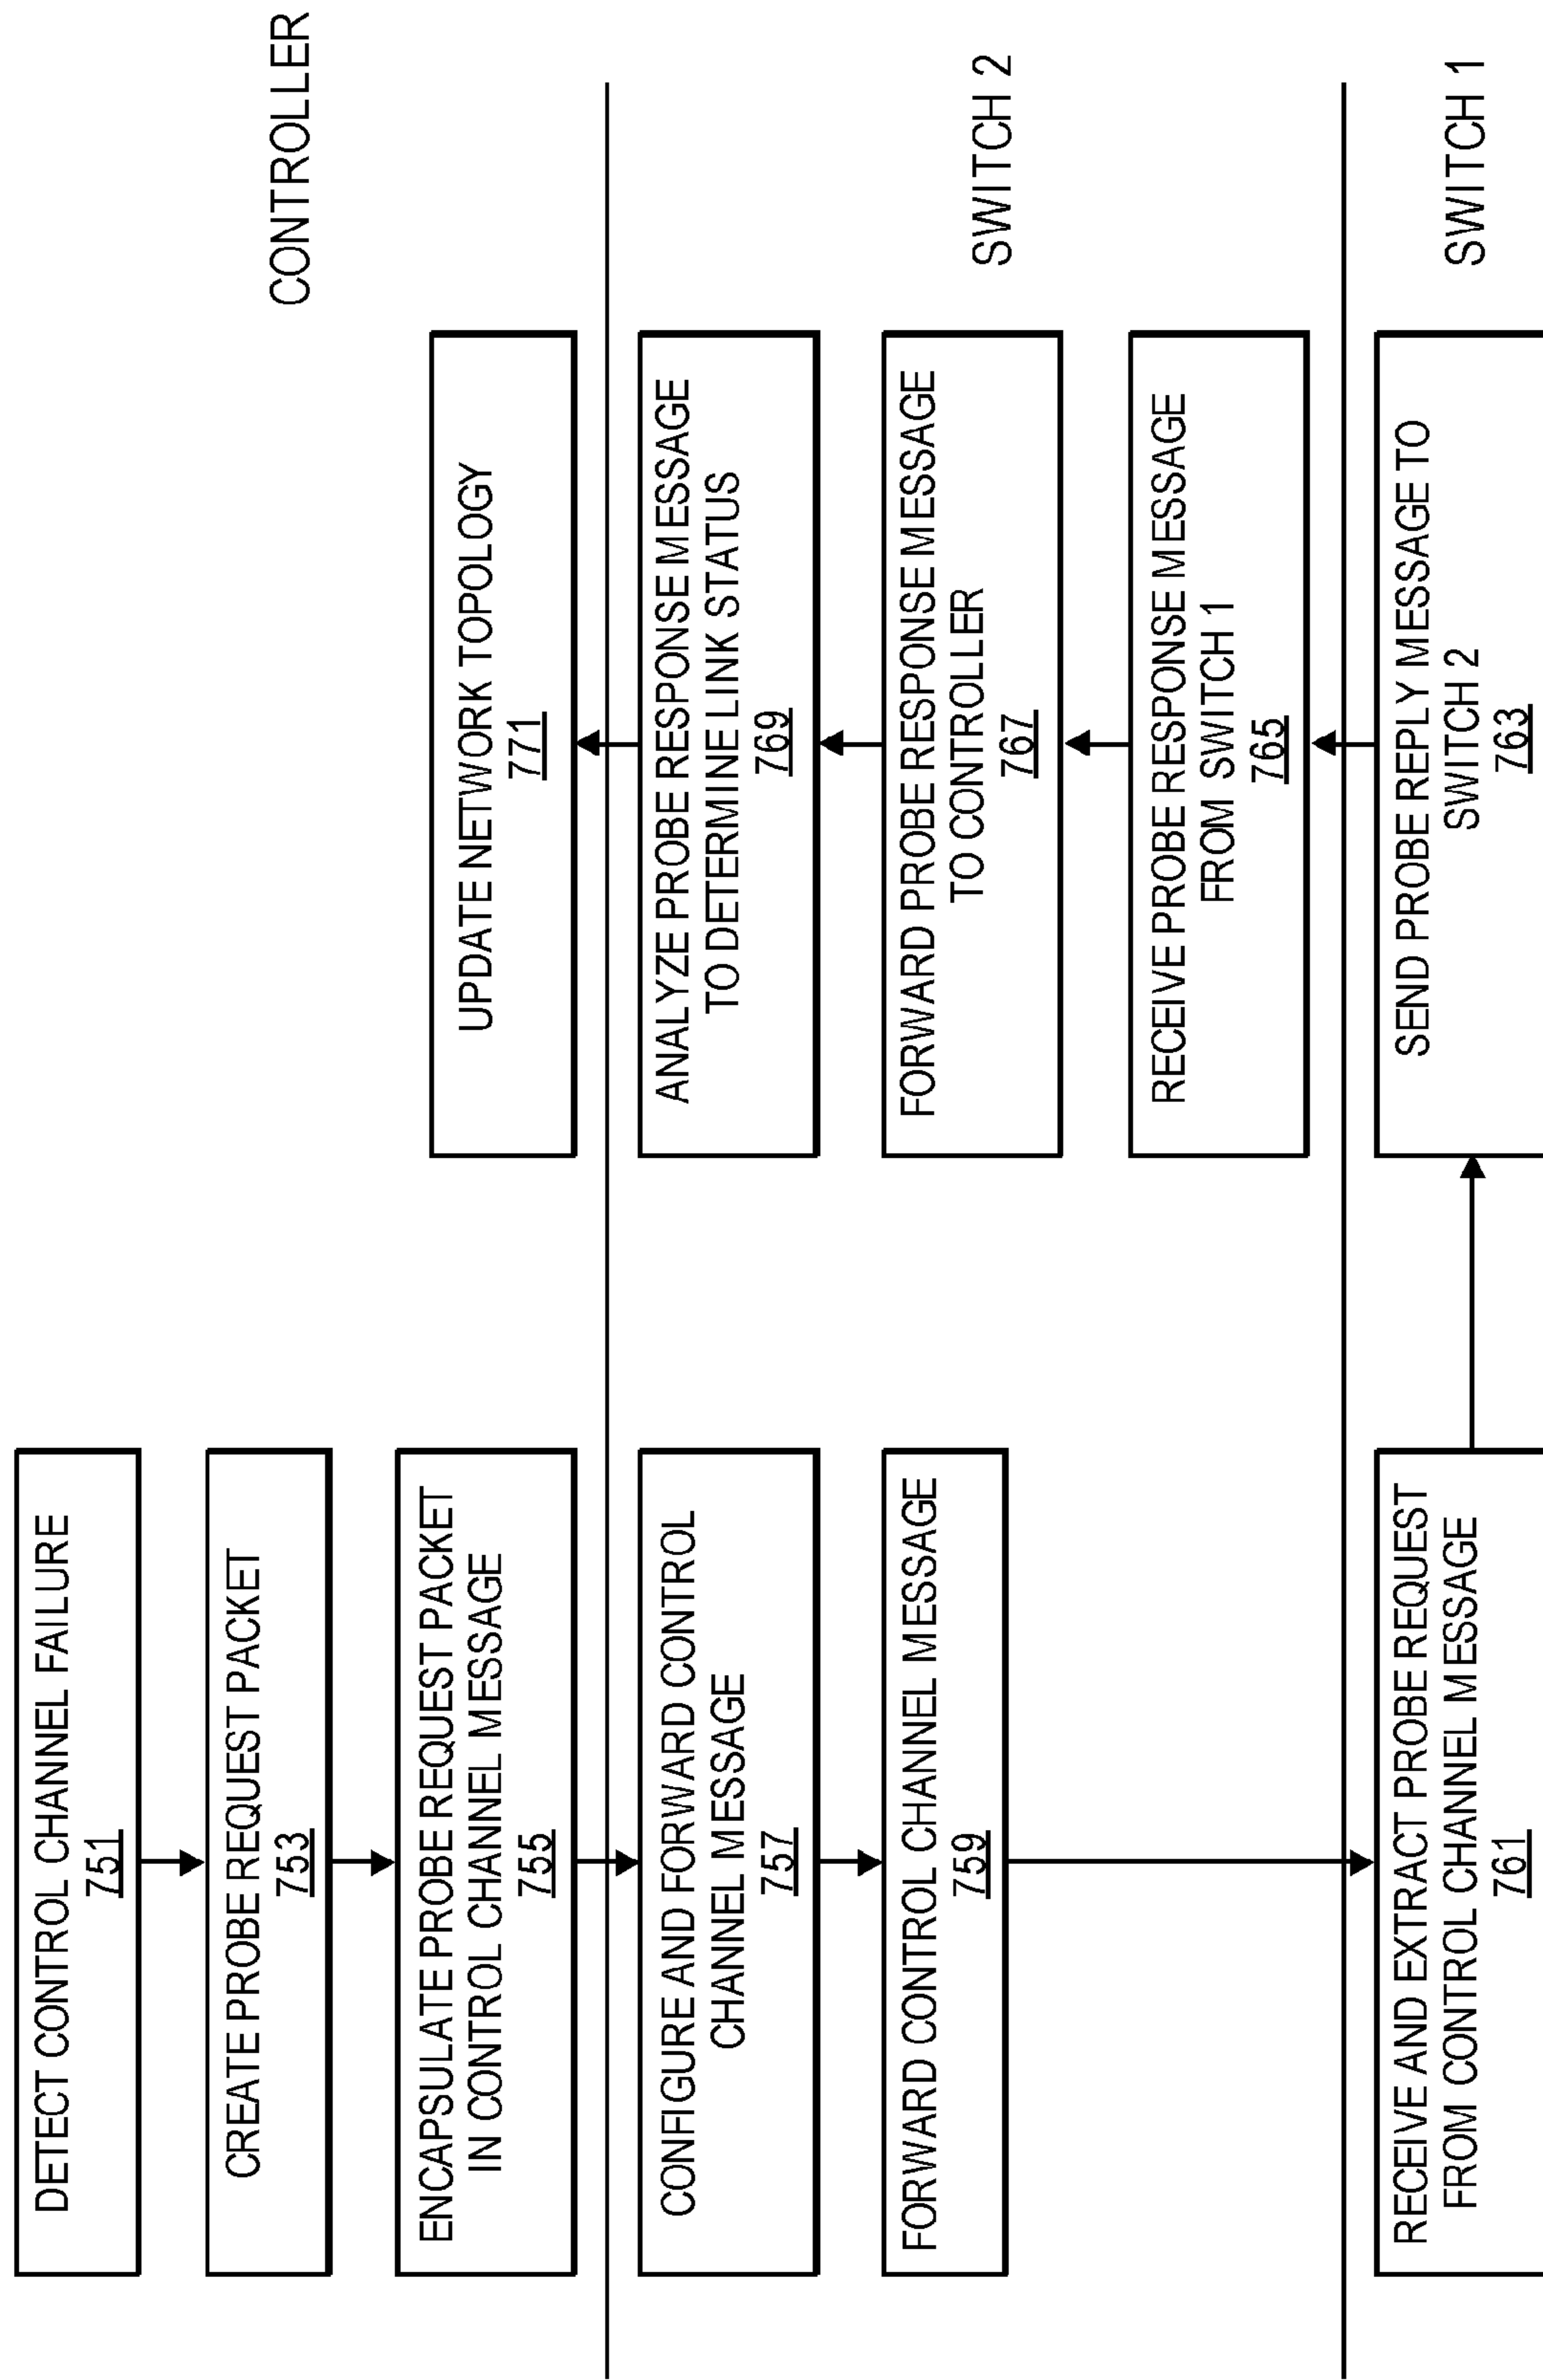 DETECT CONTROL CHANNEL FAILURE
751
CREATE PROBE REQUEST PACKET
753
ENCAPSULATE PROBE REQUEST PACKET
IN CONTROL CHANNEL MESSAGE
755
CONFIGURE AND FORWARD CONTROL
CHANNEL MESSAGE
757
FORWARD CONTROL CHANNEL MESSAGE
759
RECEIVE AND EXTRACT PROBE REQUEST
FROM CONTROL CHANNEL MESSAGE
761
SEND PROBE REPLY MESSAGE TO
SWITCH 2
763
RECEIVE PROBE RESPONSE MESSAGE
FROM SWITCH 1
765
FORWARD PROBE RESPONSE MESSAGE
TO CONTROLLER
767
ANALYZE PROBE RESPONSE MESSAGE
TO DETERMINE LINK STATUS
769
UPDATE NETWORK TOPOLOGY
771
CONTROLLER
SWITCH 2
SWITCH 1